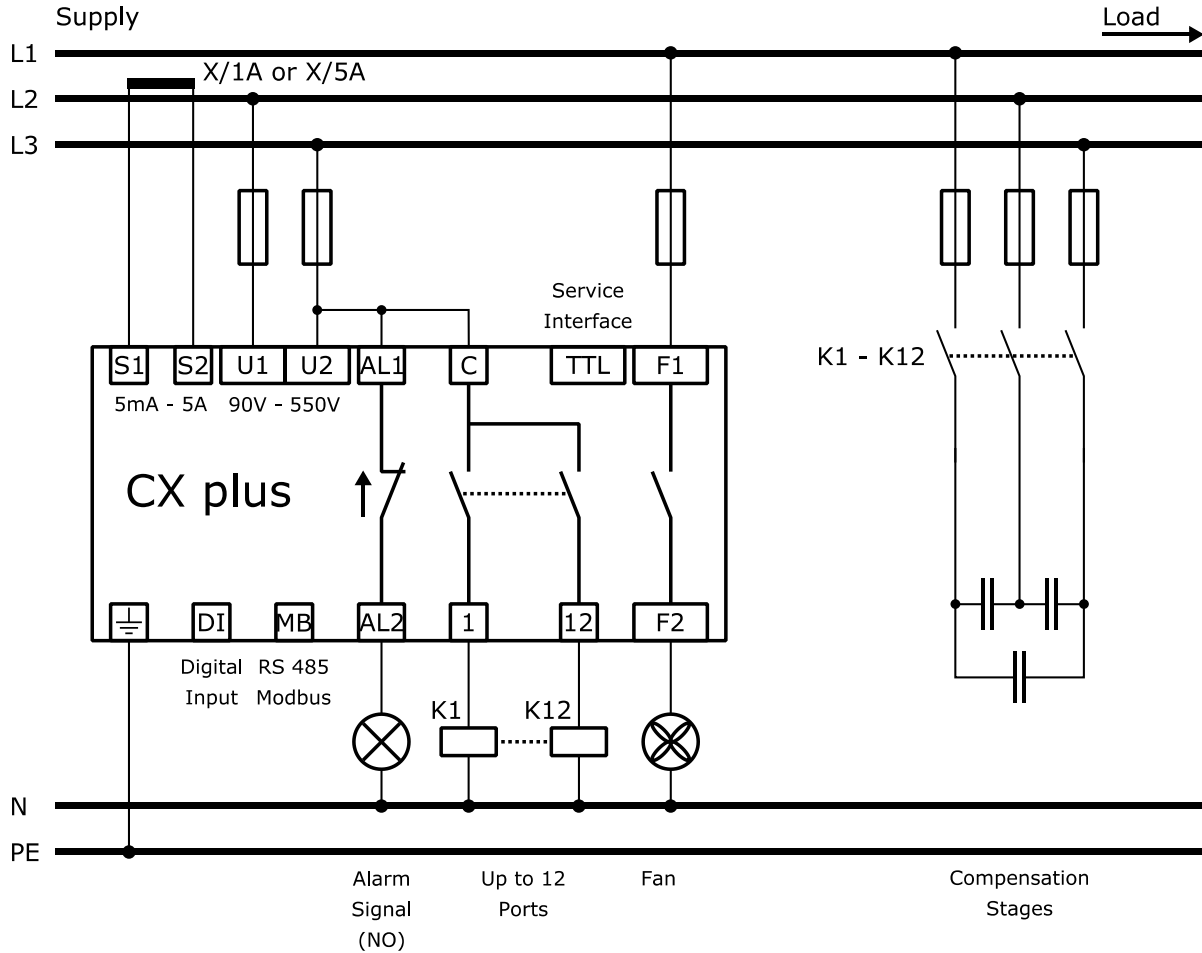 Supply
Load
L1
X/1A or X/5A
L2
L3
Service
Interface
K1 - K12
S1 S2 U1 U2 AL1 C TTL F1
5mA - 5A 90V - 550V
CX plus
DI MB AL2 1 12 F2
Digital RS 485
Input Modbus
K1 K12
N
PE
Alarm
Signal
(NO)
Up to 12
Ports
Fan
Compensation
Stages